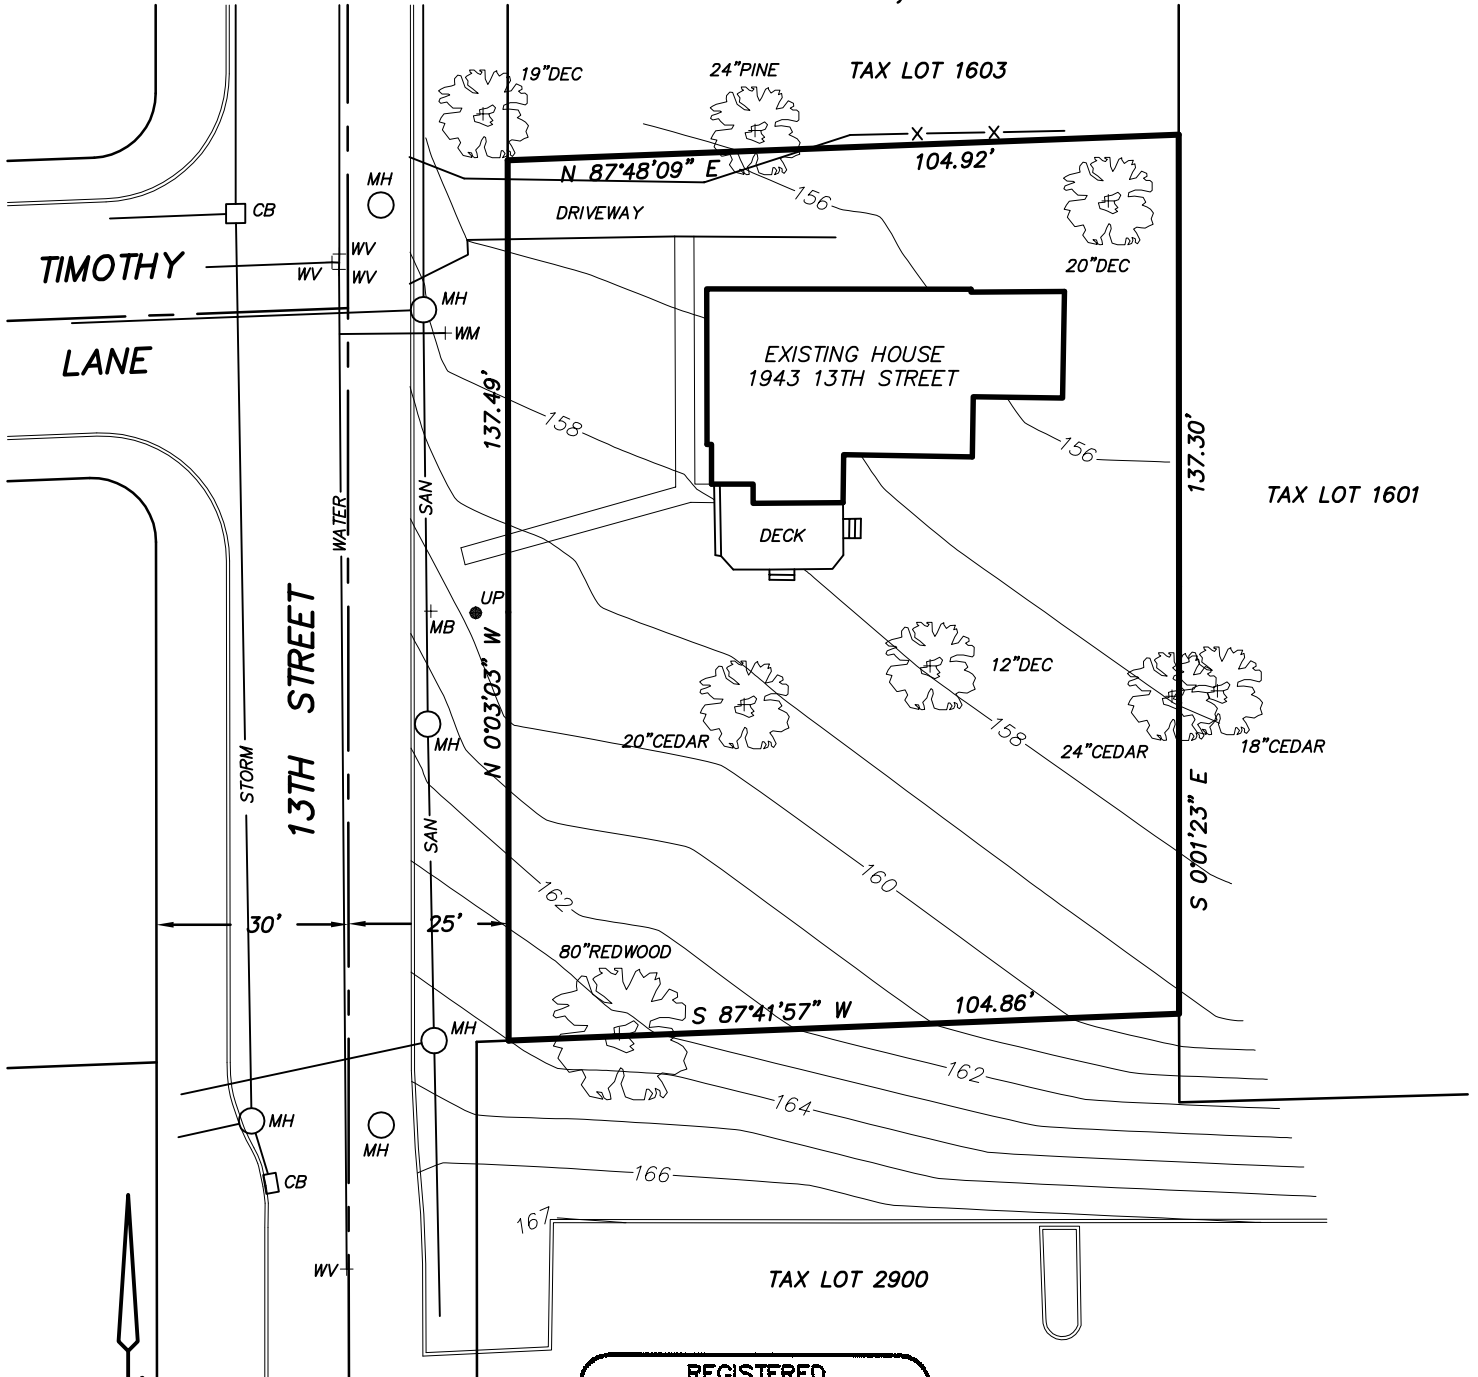 19"DEC
24"PINE
TAX LOT 1603
N 87°48'09" E
104.92'
MH
CB
DRIVEWAY
156
20"DEC
TIMOTHY
WV
WV
WV
MH
WM
LANE
EXISTING HOUSE
1943 13TH STREET
137.49'
158
156
137.30'
TAX LOT 1601
WATER
SAN
DECK
UP
MB
13TH STREET
N 0°03'03" W
12"DEC
20"CEDAR
158
24"CEDAR
18"CEDAR
MH
STORM
SAN
S 0°01'23" E
160
162
30'
25'
80"REDWOOD
S 87°41'57" W
104.86'
MH
162
164
MH
MH
166
CB
167
WV
TAX LOT 2900
REGISTERED